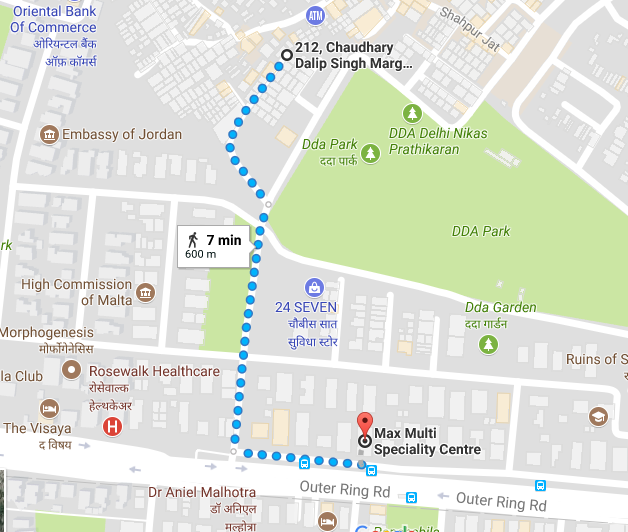 Oriental Bank
Of Commerce
ओरियन्टल बैंक
ऑफ़ कॉमर्स
ATM
Shahpur Jat
212, Chaudhary
Dalip Singh Marg...
Embassy of Jordan
DDA Delhi Nikas
Prathikaran
Dda Park
ददा पार्क
DDA Park
rk
7 min
600 m
High Commission
of Malta
24 SEVEN
चौबीस सात
सुविधा स्टोर
Dda Garden
ददा गार्डन
Morphogenesis
मोर्फोगेनेसिस
Rosewalk Healthcare
रोसेवाल्क
हेल्थकेअर
Ruins of S
la Club
The Visaya
द विषय
H
Max Multi
Speciality Centre
Dr Aniel Malhotra
डॉ अनिएल
मल्होत्रा
Outer Ring Rd
Outer Ring Rd